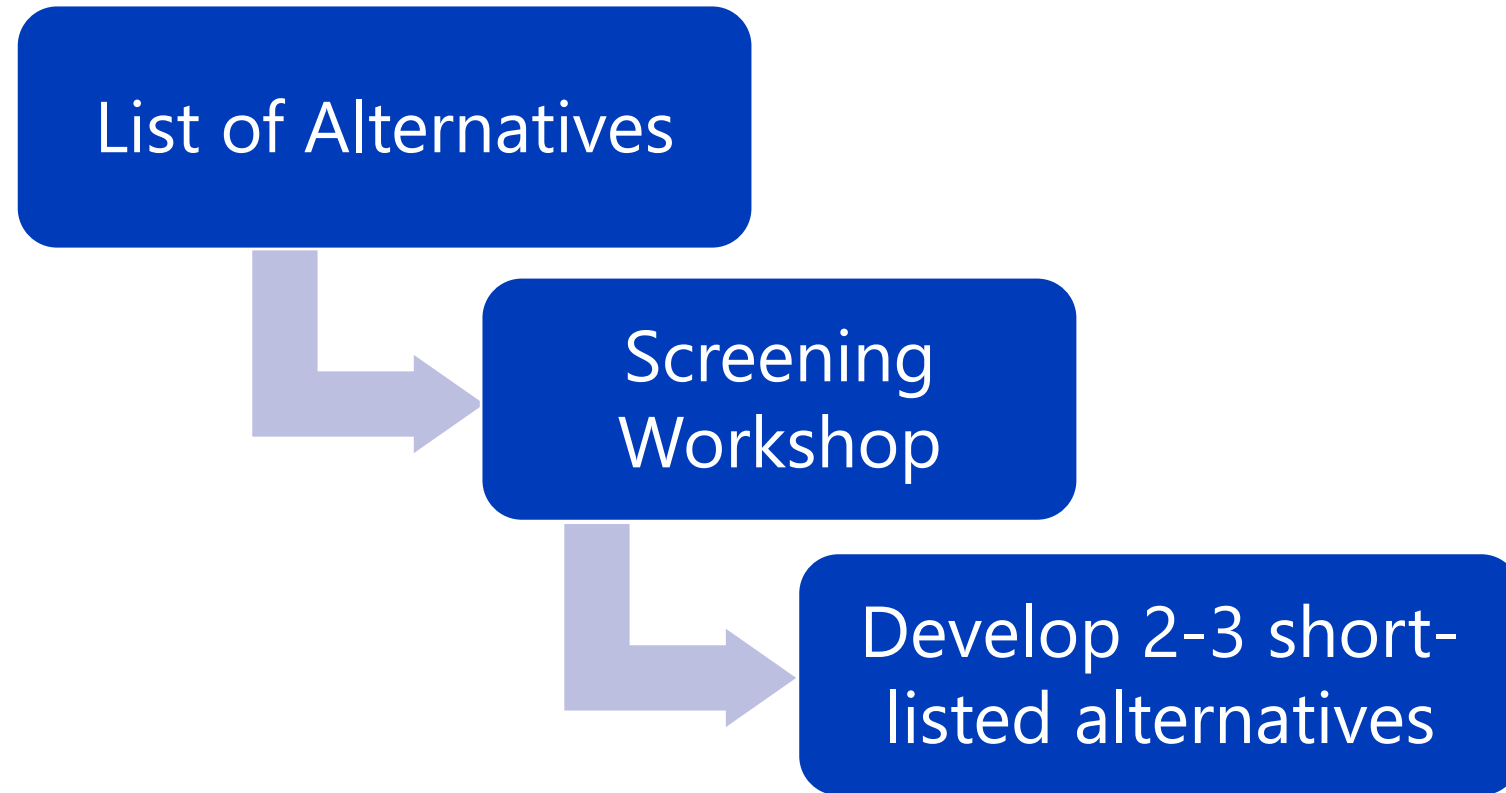 List of Alternatives
Screening
Workshop
Develop 2-3 short-
listed alternatives